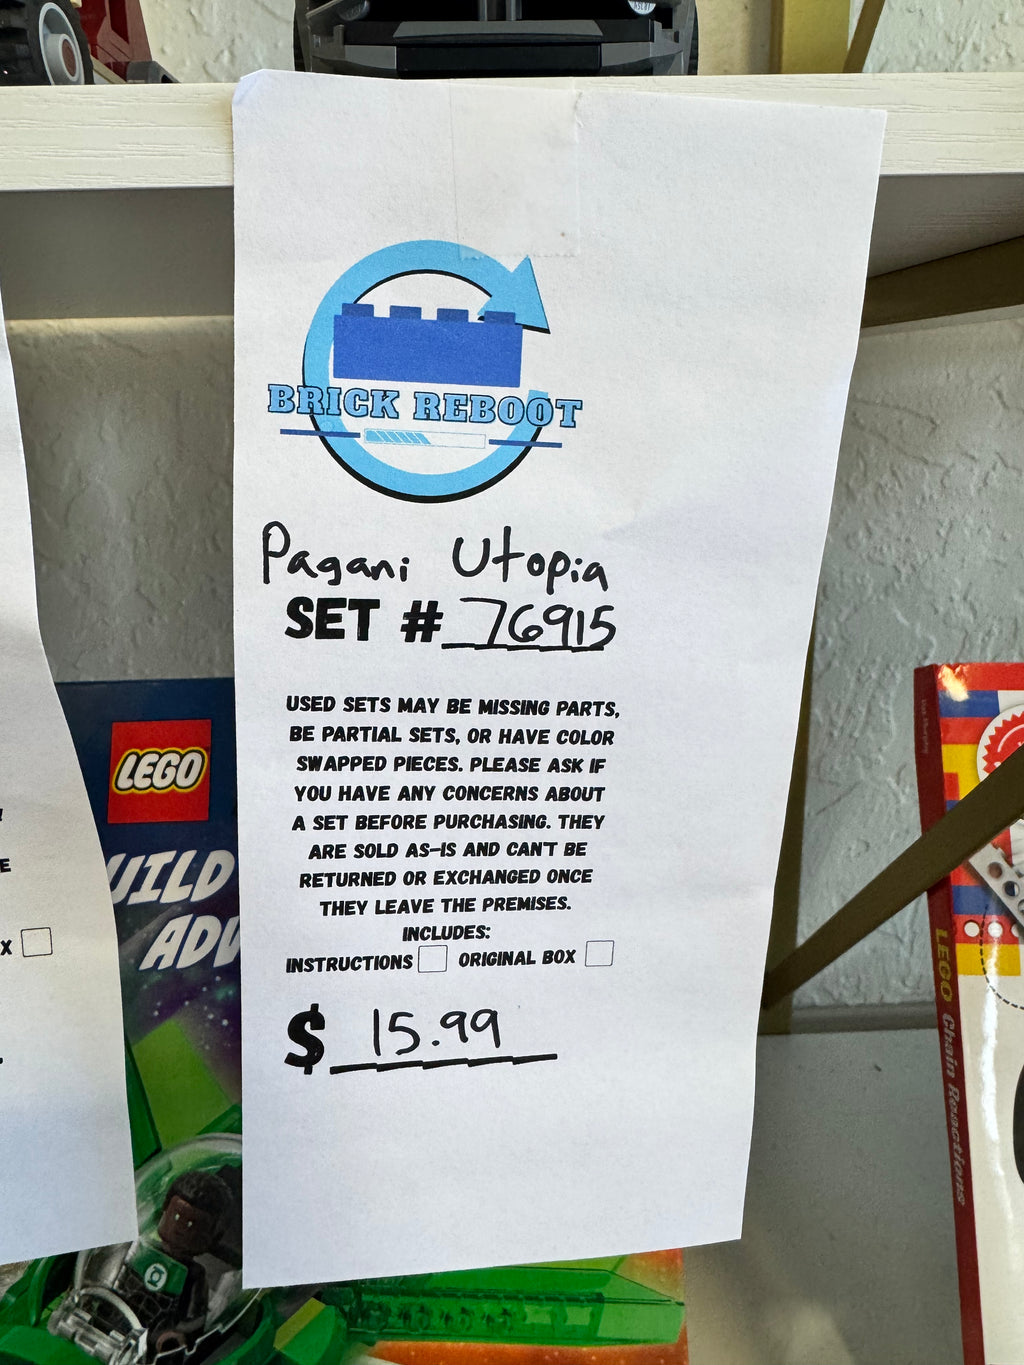 BRICK REBOOT
Pagani Utopia
SET # 76915
USED SETS MAY BE MISSING PARTS,
BE PARTIAL SETS, OR HAVE COLOR
SWAPPED PIECES. PLEASE ASK IF
YOU HAVE ANY CONCERNS ABOUT
A SET BEFORE PURCHASING. THEY
ARE SOLD AS-IS AND CAN'T BE
RETURNED OR EXCHANGED ONCE
THEY LEAVE THE PREMISES.
INCLUDES:
INSTRUCTIONS ORIGINAL BOX
$ 15.99
LEGO
UILD
ADV
E
X
LEGO Chain Reactions